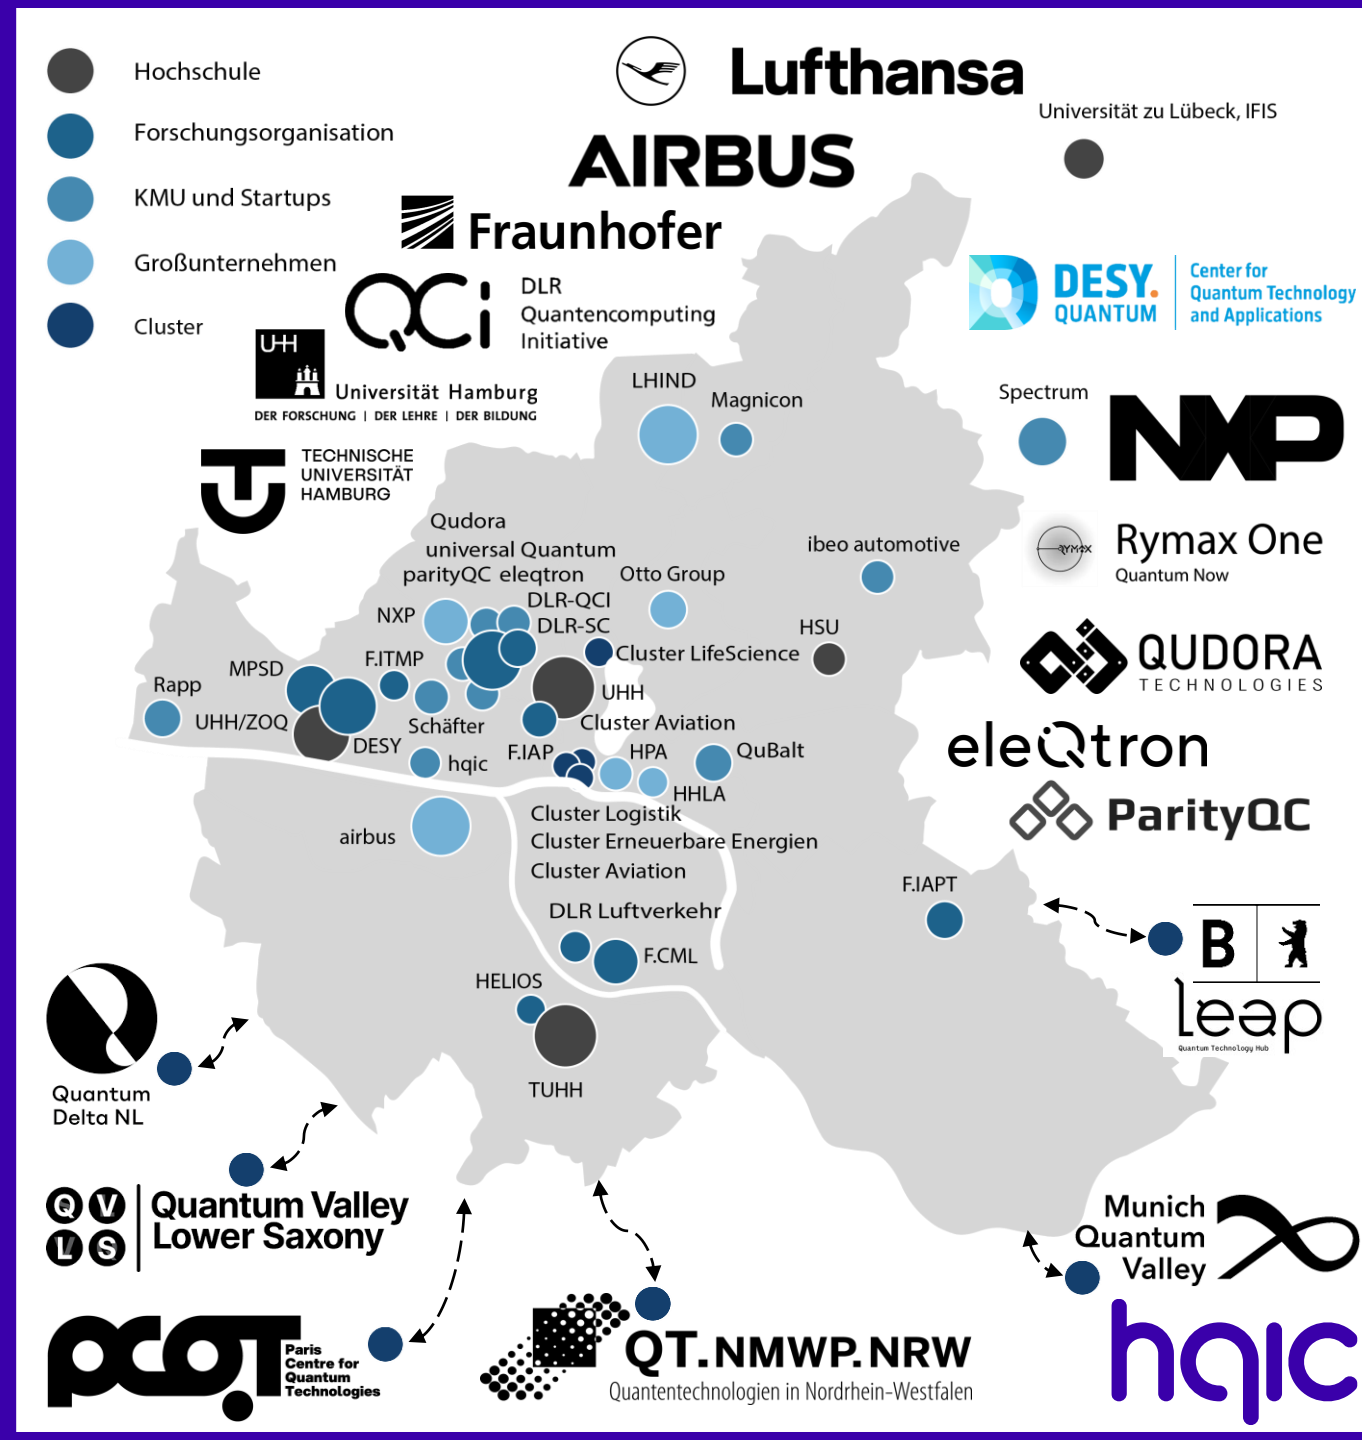 Hochschule
Forschungsorganisation
KMU und Startups
Großunternehmen
Cluster
Lufthansa
AIRBUS
Fraunhofer
QCi
DLR
Quantencomputing
Initiative
UHH
Universität Hamburg
DER FORSCHUNG | DER LEHRE | DER BILDUNG
TECHNISCHE
UNIVERSITÄT
HAMBURG
Universität zu Lübeck, IFIS
DESY.
QUANTUM
Center for
Quantum Technology
and Applications
Spectrum
NXP
RYMAX
Rymax One
Quantum Now
QUDORA
TECHNOLOGIES
eleQtron
ParityQC
B
leap
Quantum Technology Hub
LHIND
Magnicon
Qudora
universal Quantum
parityQC eleqtron
Otto Group
ibeo automotive
NXP
DLR-QCI
DLR-SC
HSU
Cluster LifeScience
F.ITMP
MPSD
Rapp
UHH
UHH/ZOQ
Schäfter
Cluster Aviation
DESY
F.IAP
HPA
QuBalt
hqic
HHLA
Cluster Logistik
airbus
Cluster Erneuerbare Energien
Cluster Aviation
F.IAPT
DLR Luftverkehr
F.CML
HELIOS
TUHH
Quantum
Delta NL
QV
LS
Quantum Valley
Lower Saxony
pcqt
Paris
Centre for
Quantum
Technologies
QT.NMWP.NRW
Quantentechnologien in Nordrhein-Westfalen
Munich
Quantum
Valley
hqic